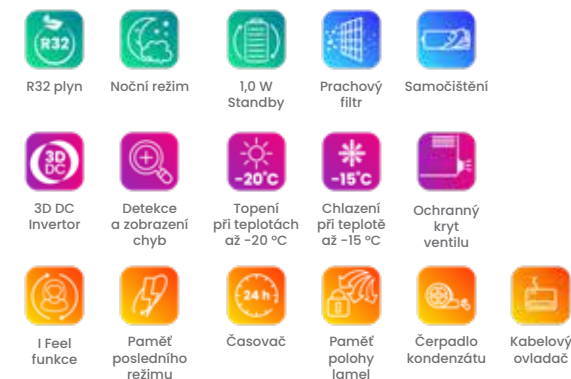 R32
R32 plyn
Noční režim
1,0 W
Standby
Prachový
filtr
Samočištění
3D
DC
3D DC
Invertor
Detekce
a zobrazení
chyb
-20°C
Topení
při teplotách
až -20 °C
-15°C
Chlazení
při teplotě
až -15 °C
Ochranný
kryt
ventilu
I Feel
funkce
Paměť
posledního
režimu
24 h
Časovač
Paměť
polohy
lamel
Čerpadlo
kondenzátu
Kabelový
ovladač